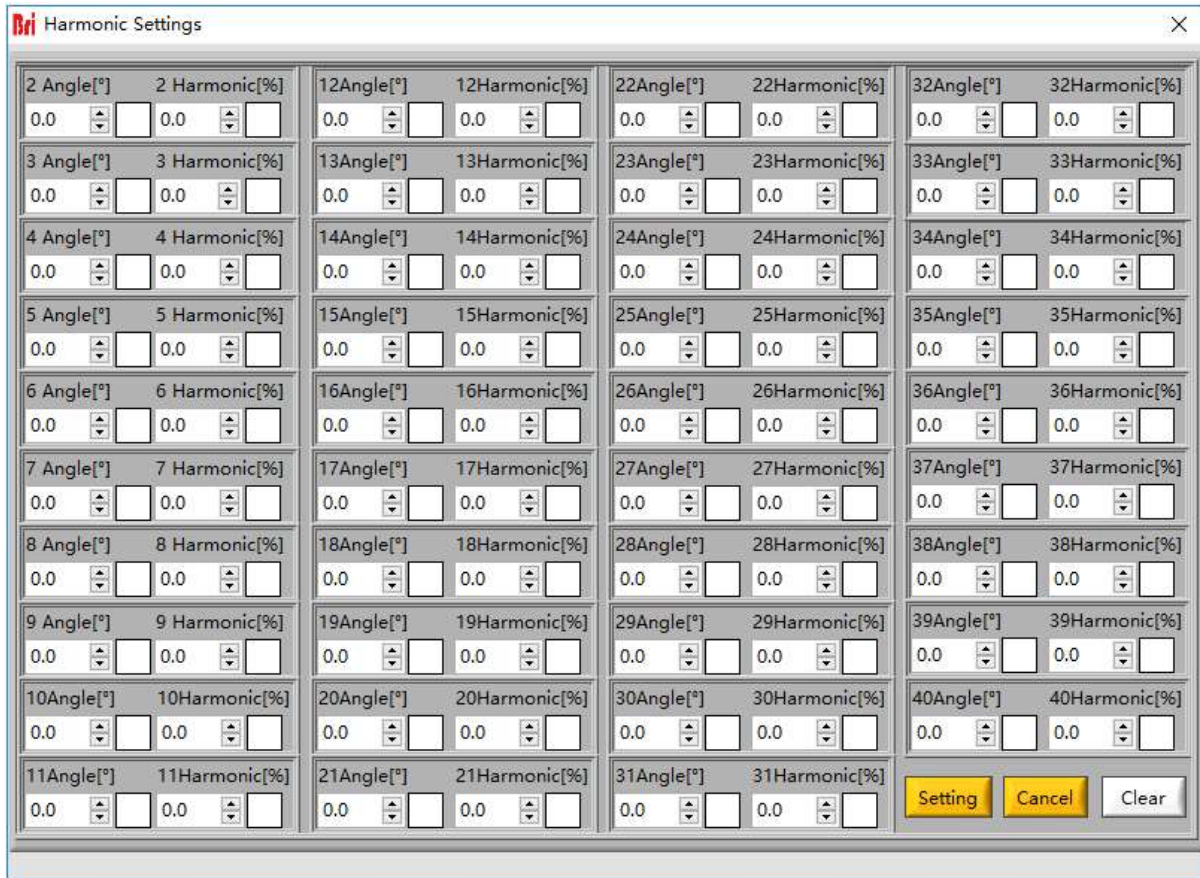 Bri Harmonic Settings
2 Angle[°] 2 Harmonic[%] 12Angle[°] 12Harmonic[%] 22Angle[°] 22Harmonic[%] 32Angle[°] 32Harmonic[%]
0.0 0.0 0.0 0.0 0.0 0.0 0.0 0.0
3 Angle[°] 3 Harmonic[%] 13Angle[°] 13Harmonic[%] 23Angle[°] 23Harmonic[%] 33Angle[°] 33Harmonic[%]
0.0 0.0 0.0 0.0 0.0 0.0 0.0 0.0
4 Angle[°] 4 Harmonic[%] 14Angle[°] 14Harmonic[%] 24Angle[°] 24Harmonic[%] 34Angle[°] 34Harmonic[%]
0.0 0.0 0.0 0.0 0.0 0.0 0.0 0.0
5 Angle[°] 5 Harmonic[%] 15Angle[°] 15Harmonic[%] 25Angle[°] 25Harmonic[%] 35Angle[°] 35Harmonic[%]
0.0 0.0 0.0 0.0 0.0 0.0 0.0 0.0
6 Angle[°] 6 Harmonic[%] 16Angle[°] 16Harmonic[%] 26Angle[°] 26Harmonic[%] 36Angle[°] 36Harmonic[%]
0.0 0.0 0.0 0.0 0.0 0.0 0.0 0.0
7 Angle[°] 7 Harmonic[%] 17Angle[°] 17Harmonic[%] 27Angle[°] 27Harmonic[%] 37Angle[°] 37Harmonic[%]
0.0 0.0 0.0 0.0 0.0 0.0 0.0 0.0
8 Angle[°] 8 Harmonic[%] 18Angle[°] 18Harmonic[%] 28Angle[°] 28Harmonic[%] 38Angle[°] 38Harmonic[%]
0.0 0.0 0.0 0.0 0.0 0.0 0.0 0.0
9 Angle[°] 9 Harmonic[%] 19Angle[°] 19Harmonic[%] 29Angle[°] 29Harmonic[%] 39Angle[°] 39Harmonic[%]
0.0 0.0 0.0 0.0 0.0 0.0 0.0 0.0
10Angle[°] 10Harmonic[%] 20Angle[°] 20Harmonic[%] 30Angle[°] 30Harmonic[%] 40Angle[°] 40Harmonic[%]
0.0 0.0 0.0 0.0 0.0 0.0 0.0 0.0
11Angle[°] 11Harmonic[%] 21Angle[°] 21Harmonic[%] 31Angle[°] 31Harmonic[%]
0.0 0.0 0.0 0.0 0.0 0.0 Setting Cancel Clear